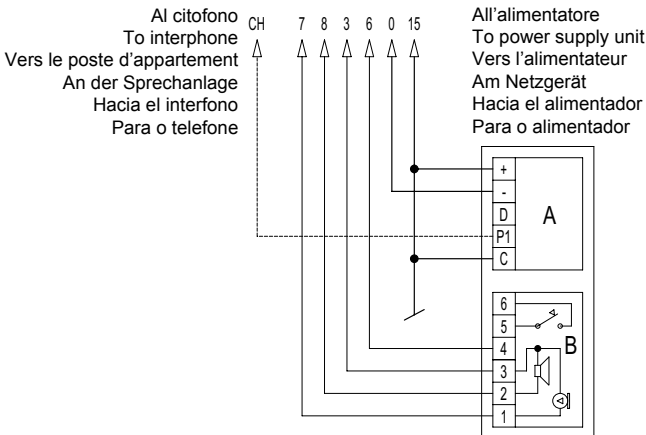 Al citofono
To interphone
Vers le poste d'appartement
An der Sprechanlage
Hacia el interfono
Para o telefone
CH 7 8 3 6 0 15
All'alimentatore
To power supply unit
Vers l'alimentateur
Am Netzgerät
Hacia el alimentador
Para o alimentador
+
-
D
P1
C
A
6
5
4
3
2
1
B